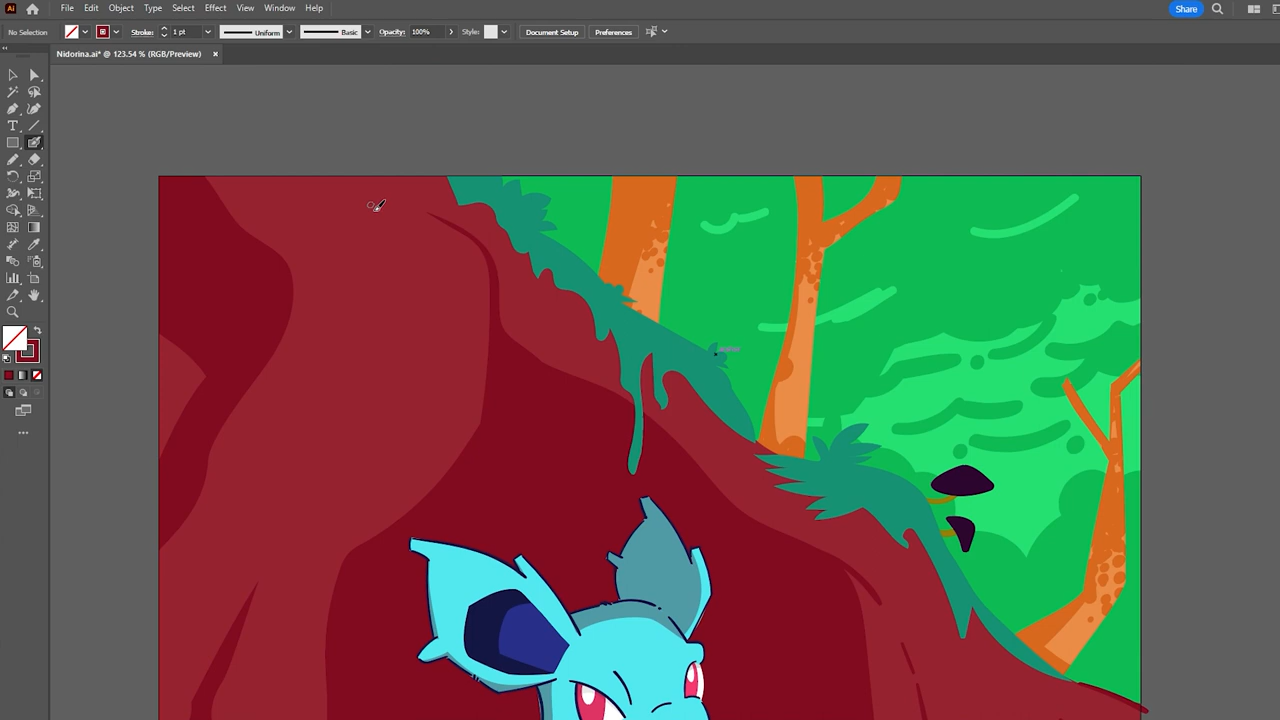 Ai File Edit Object Type Select Effect View Window Help Share
No Selection Stroke: 1 pt Uniform Basic Opacity: 100% Style: Document Setup Preferences
Nidorina.ai* @ 123.54 % (RGB/Preview) ×